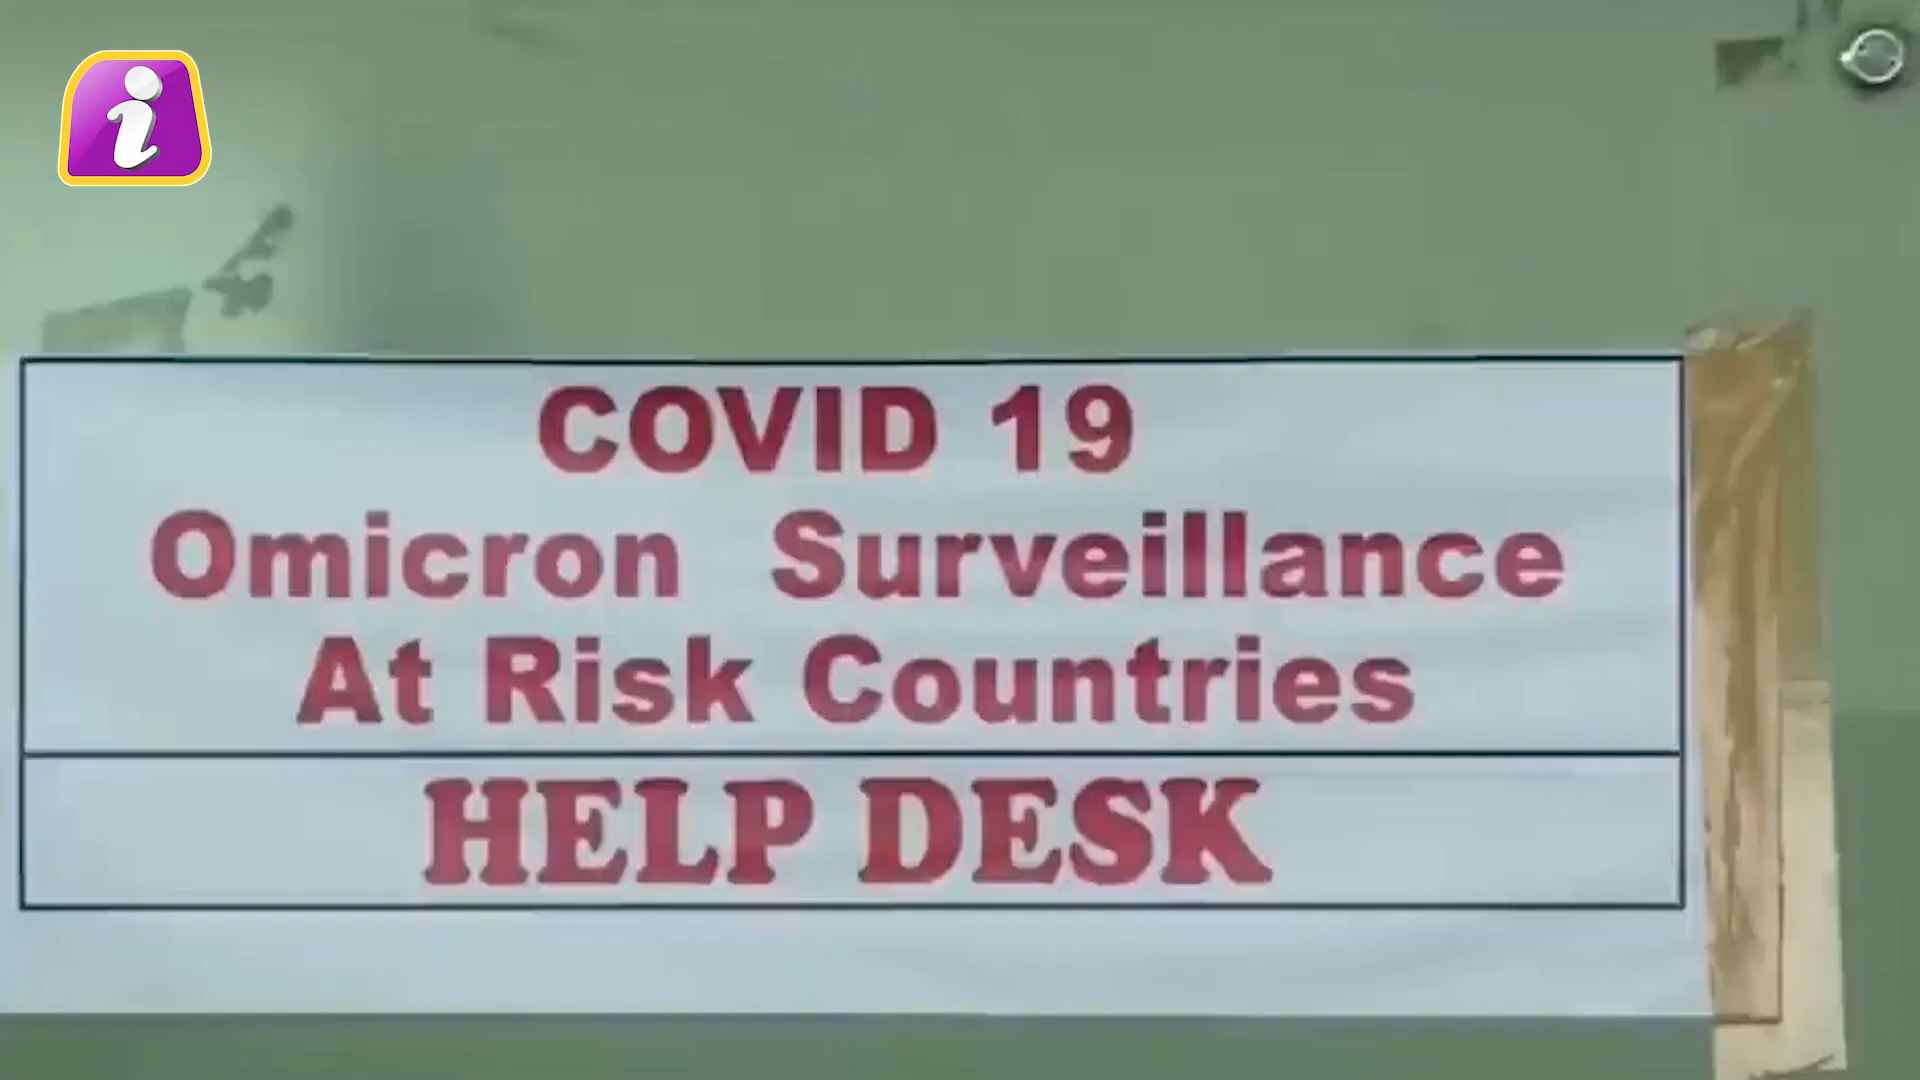 i
COVID 19
Omicron Surveillance
At Risk Countries
HELP DESK